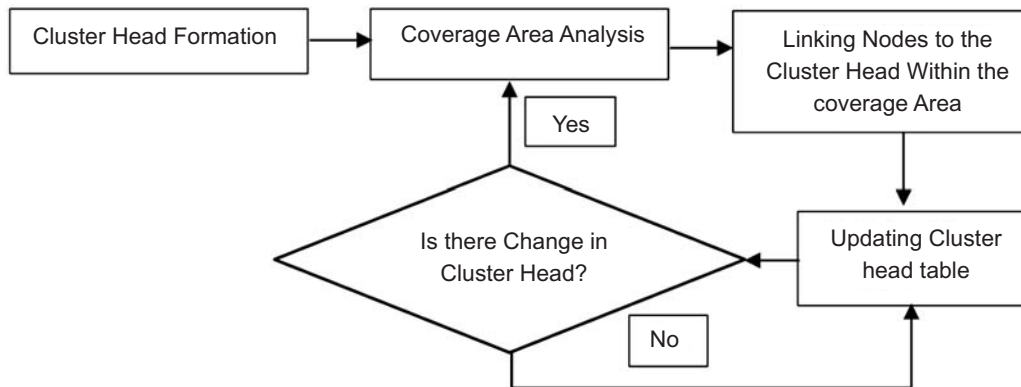 Cluster Head Formation
Coverage Area Analysis
Linking Nodes to the
Cluster Head Within the
coverage Area
Yes
Is there Change in
Cluster Head?
Updating Cluster
head table
No